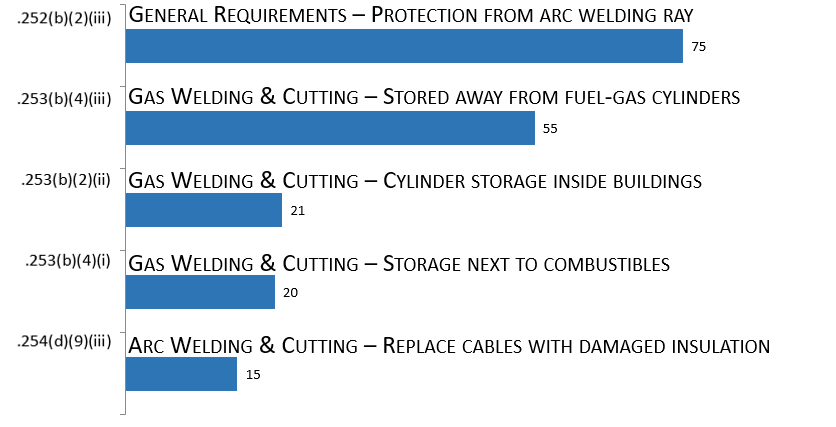 .252(b)(2)(iii) General Requirements – Protection from arc welding ray
75
.253(b)(4)(iii) Gas Welding & Cutting – Stored away from fuel-gas cylinders
55
.253(b)(2)(ii) Gas Welding & Cutting – Cylinder storage inside buildings
21
.253(b)(4)(i) Gas Welding & Cutting – Storage next to combustibles
20
.254(d)(9)(iii) Arc Welding & Cutting – Replace cables with damaged insulation
15